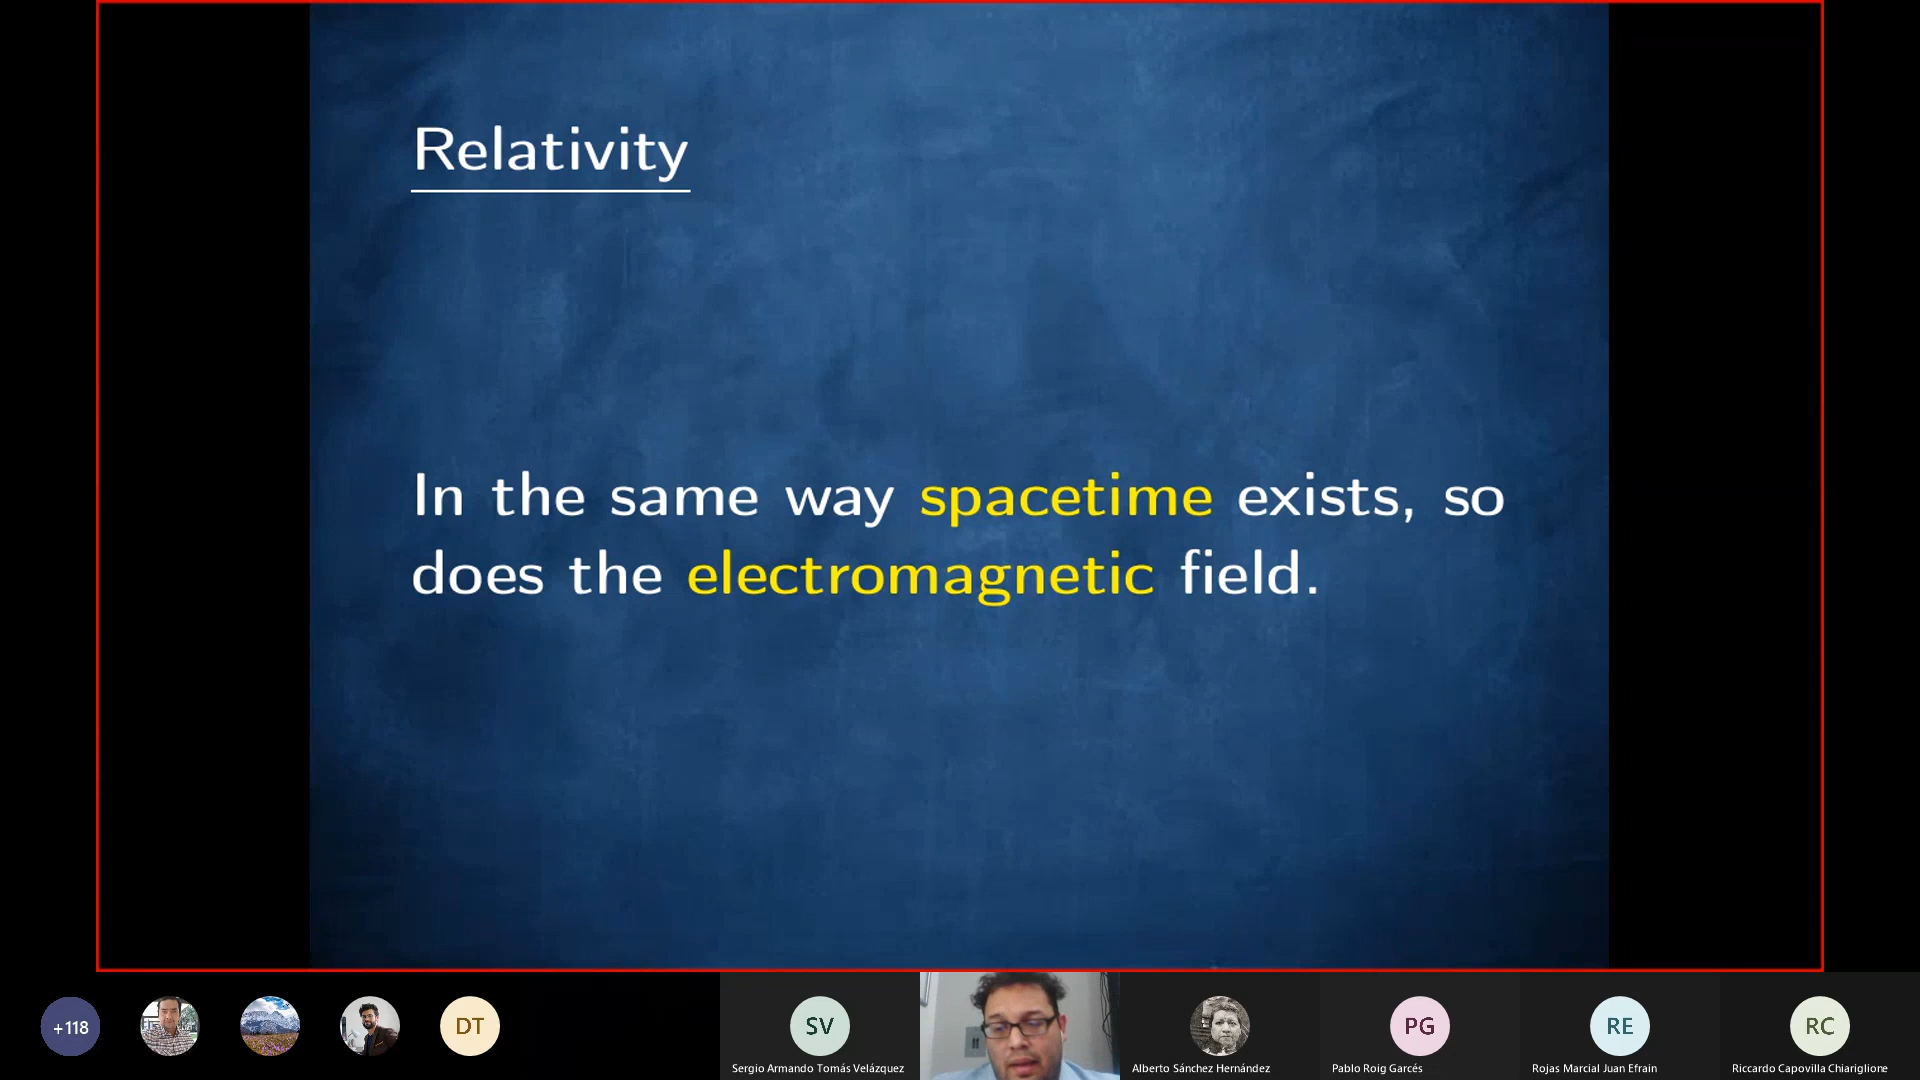 Relativity
In the same way spacetime exists, so
does the electromagnetic field.
+118
DT
SV
PG
RE
RC
Sergio Armando Tomás Velázquez
Alberto Sánchez Hernández
Pablo Roig Garcés
Rojas Marcial Juan Efrain
Riccardo Capovilla Chiariglione